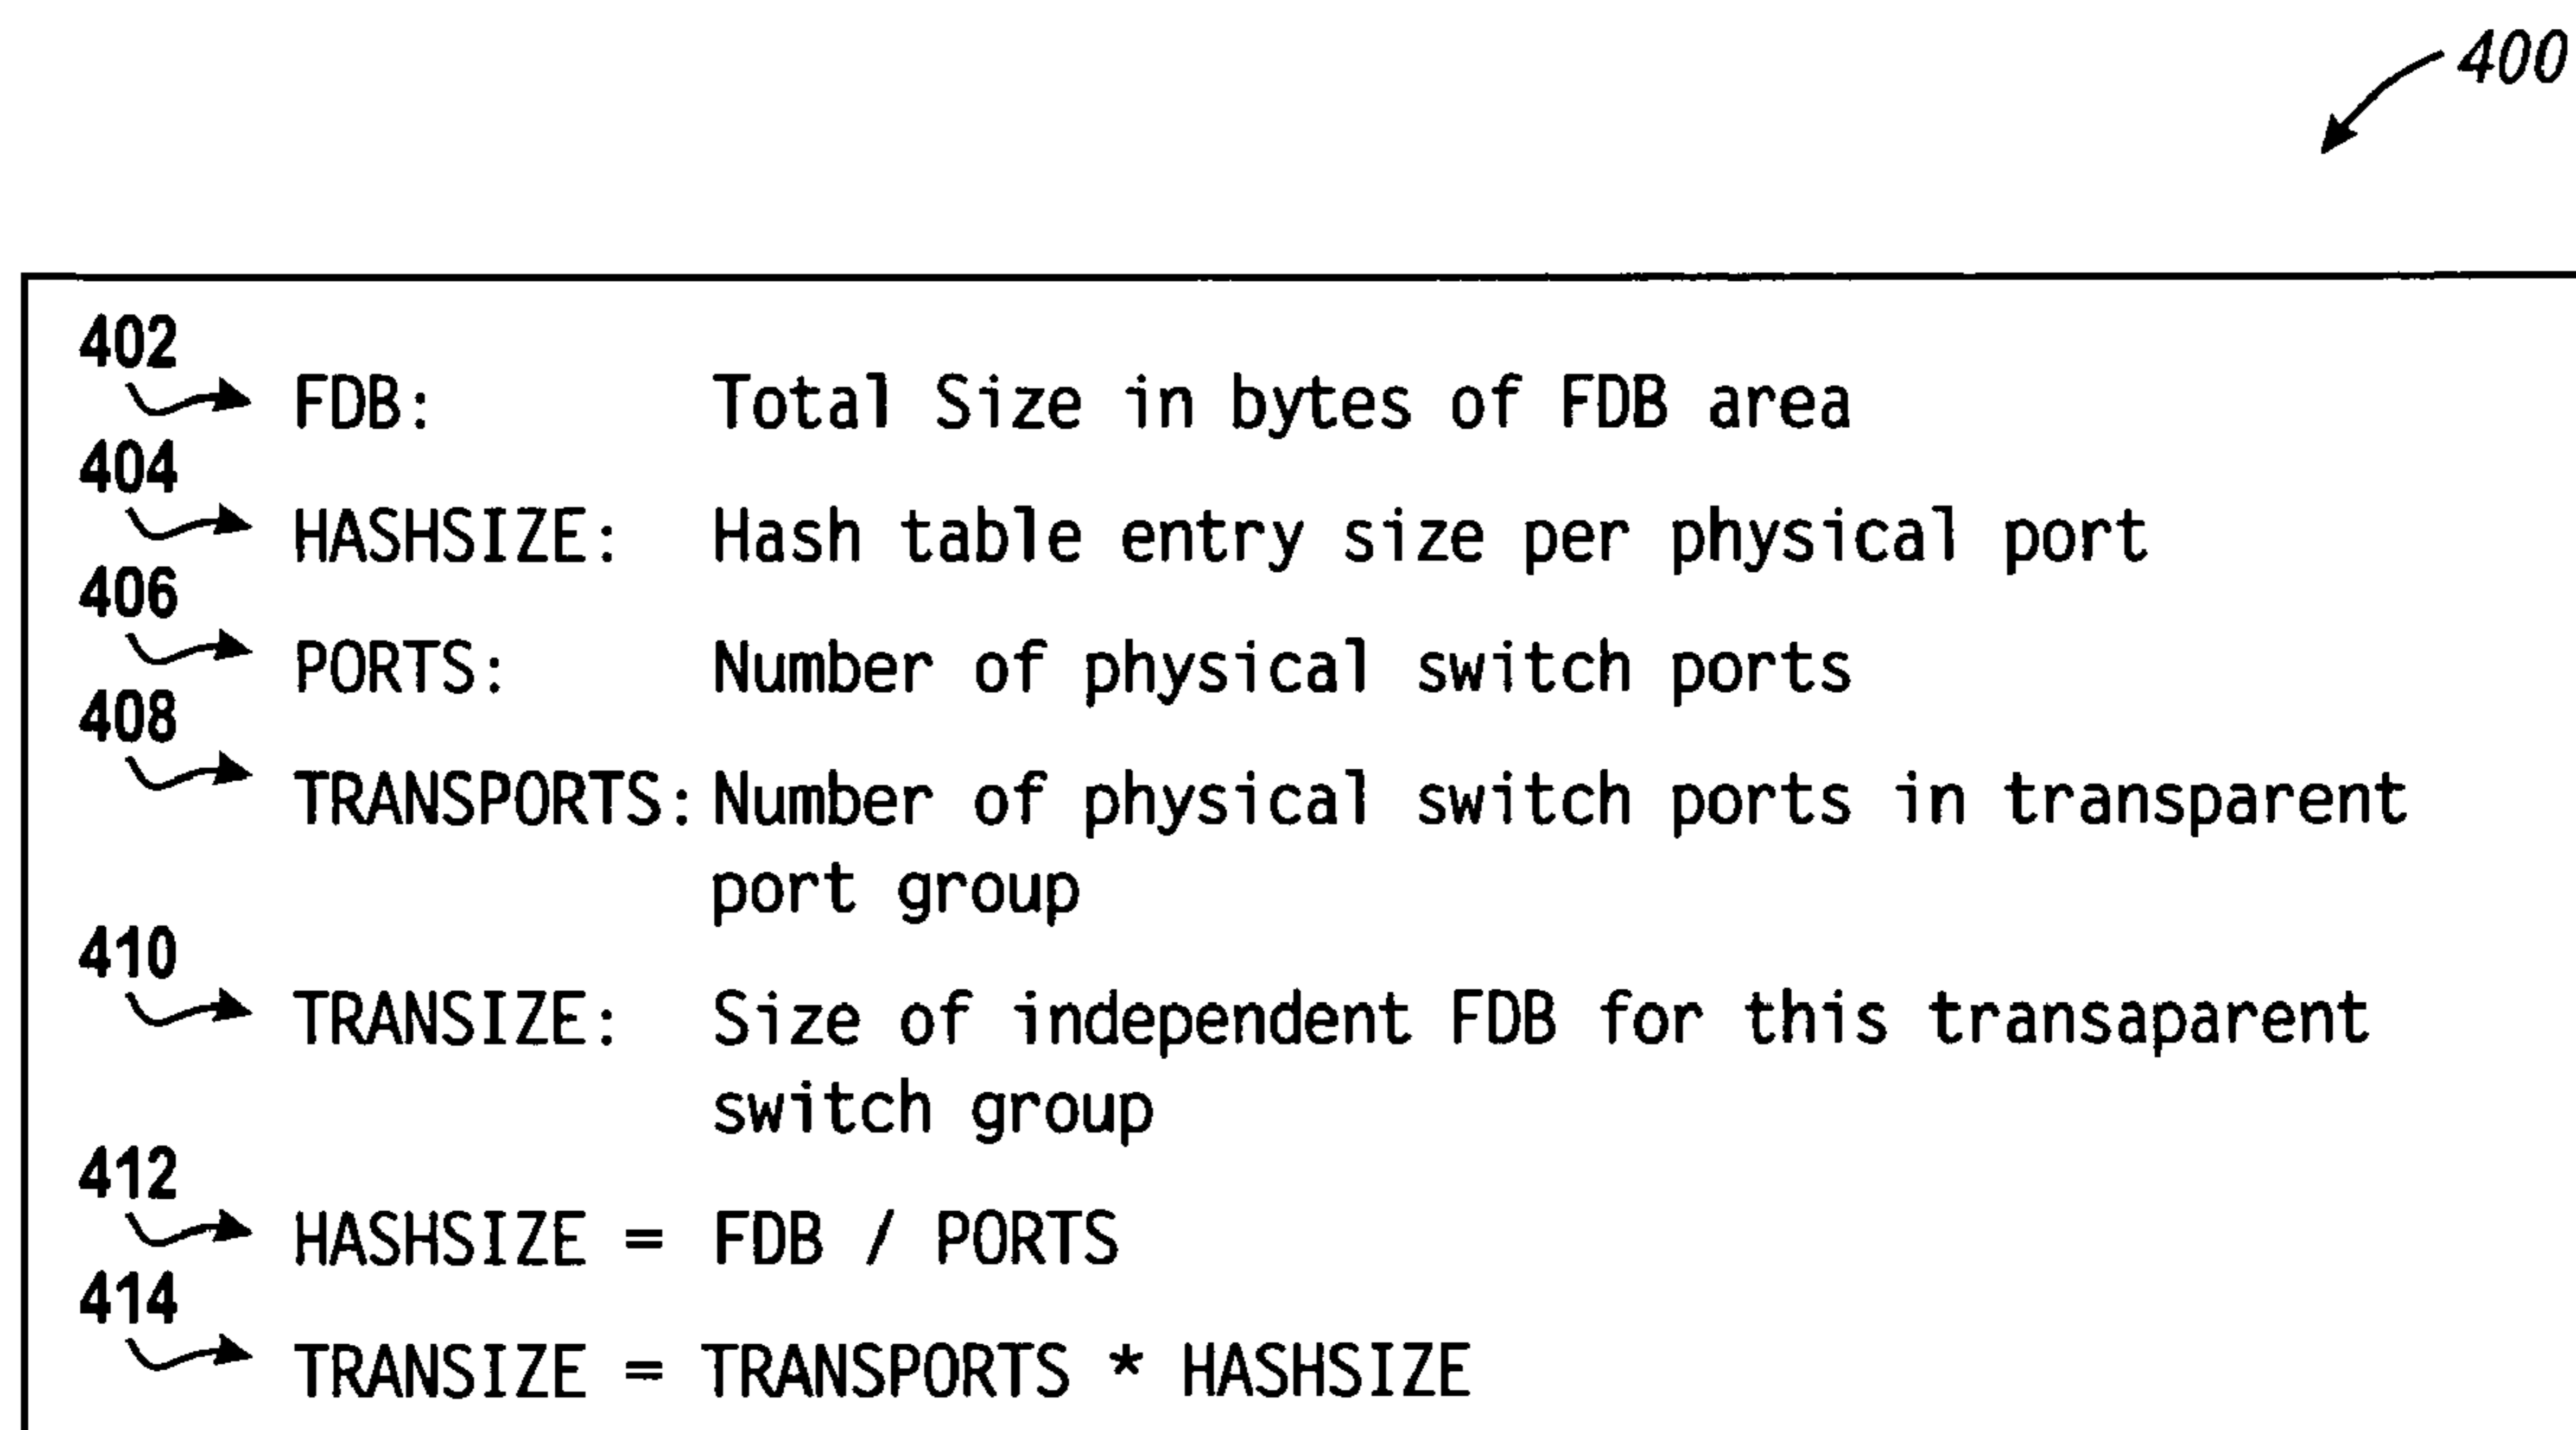 400
402
FDB: Total Size in bytes of FDB area
404
HASHSIZE: Hash table entry size per physical port
406
PORTS: Number of physical switch ports
408
TRANSPORTS: Number of physical switch ports in transparent
port group
410
TRANSIZE: Size of independent FDB for this transaparent
switch group
412
HASHSIZE = FDB / PORTS
414
TRANSIZE = TRANSPORTS * HASHSIZE